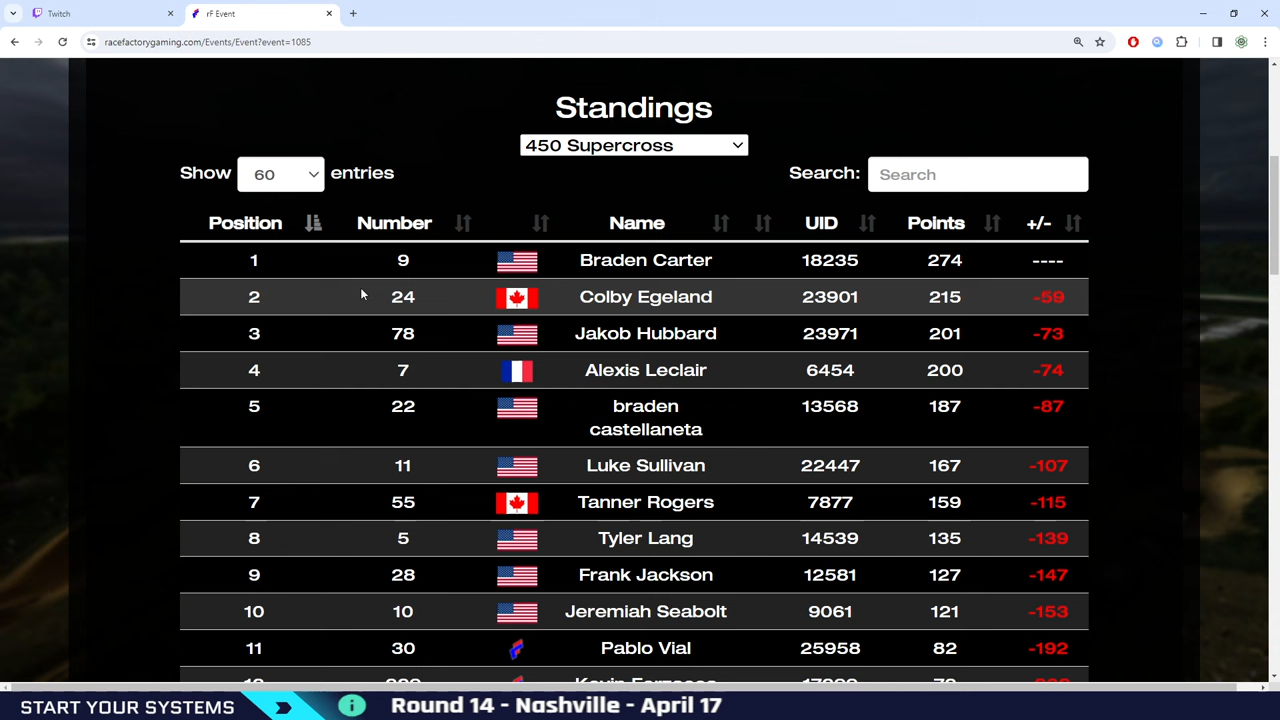 Twitch
rF Event
racefactorygaming.com/Events/Event?event=1085
Standings
450 Supercross
Show 60 entries Search: Search
Position Number Name UID Points +/-
1 9 Braden Carter 18235 274 ----
2 24 Colby Egeland 23901 215 -59
3 78 Jakob Hubbard 23971 201 -73
4 7 Alexis Leclair 6454 200 -74
5 22 braden castellaneta 13568 187 -87
6 11 Luke Sullivan 22447 167 -107
7 55 Tanner Rogers 7877 159 -115
8 5 Tyler Lang 14539 135 -139
9 28 Frank Jackson 12581 127 -147
10 10 Jeremiah Seabolt 9061 121 -153
11 30 Pablo Vial 25958 82 -192
START YOUR SYSTEMS Round 14 - Nashville - April 17